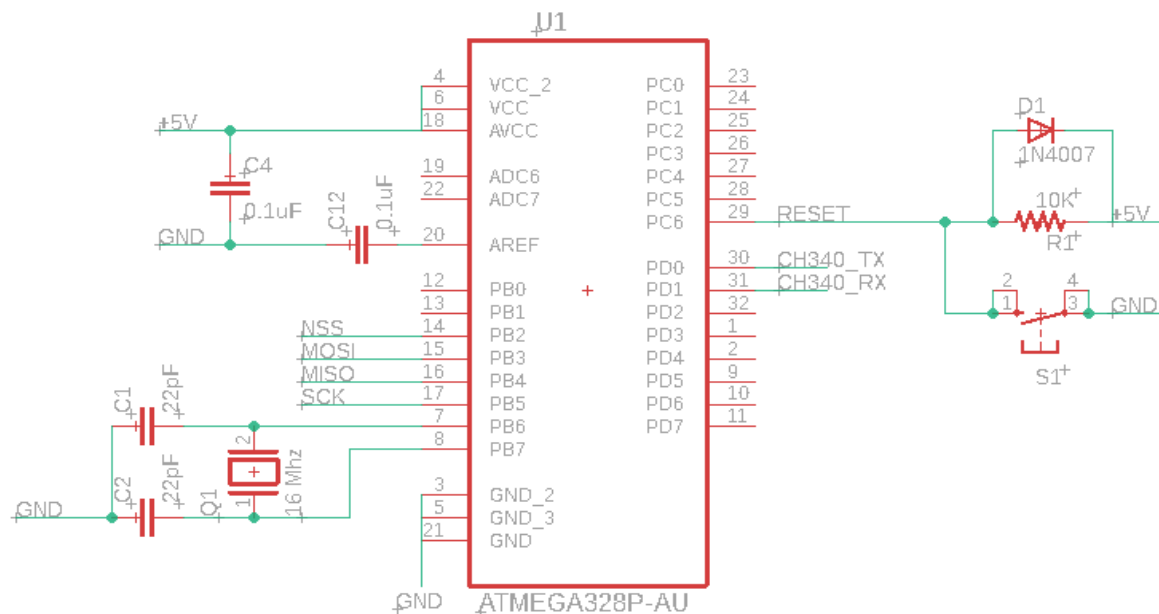 U1
4 VCC_2 PC0 23
6 VCC PC1 24
+5V 18 AVCC PC2 25 D1
PC3 26 1N4007
C4 19 ADC6 PC4 27
22 ADC7 PC5 28 10K
0.1uF C12 0.1uF PC6 29 RESET +5V
R1
GND 20 AREF
PD0 30 CH340_TX
12 PB0 PD1 31 CH340_RX 2 4
13 PB1 PD2 32 1 3 GND
NSS 14 PB2 PD3 1
MOSI 15 PB3 PD4 2
MISO 16 PB4 PD5 9 S1
SCK 17 PB5 PD6 10
C1 22pF 7 PB6 PD7 11
2 8 PB7
C2 22pF Q1 1 16 Mhz
3 GND_2
GND 5 GND_3
21 GND
GND ATMEGA328P-AU